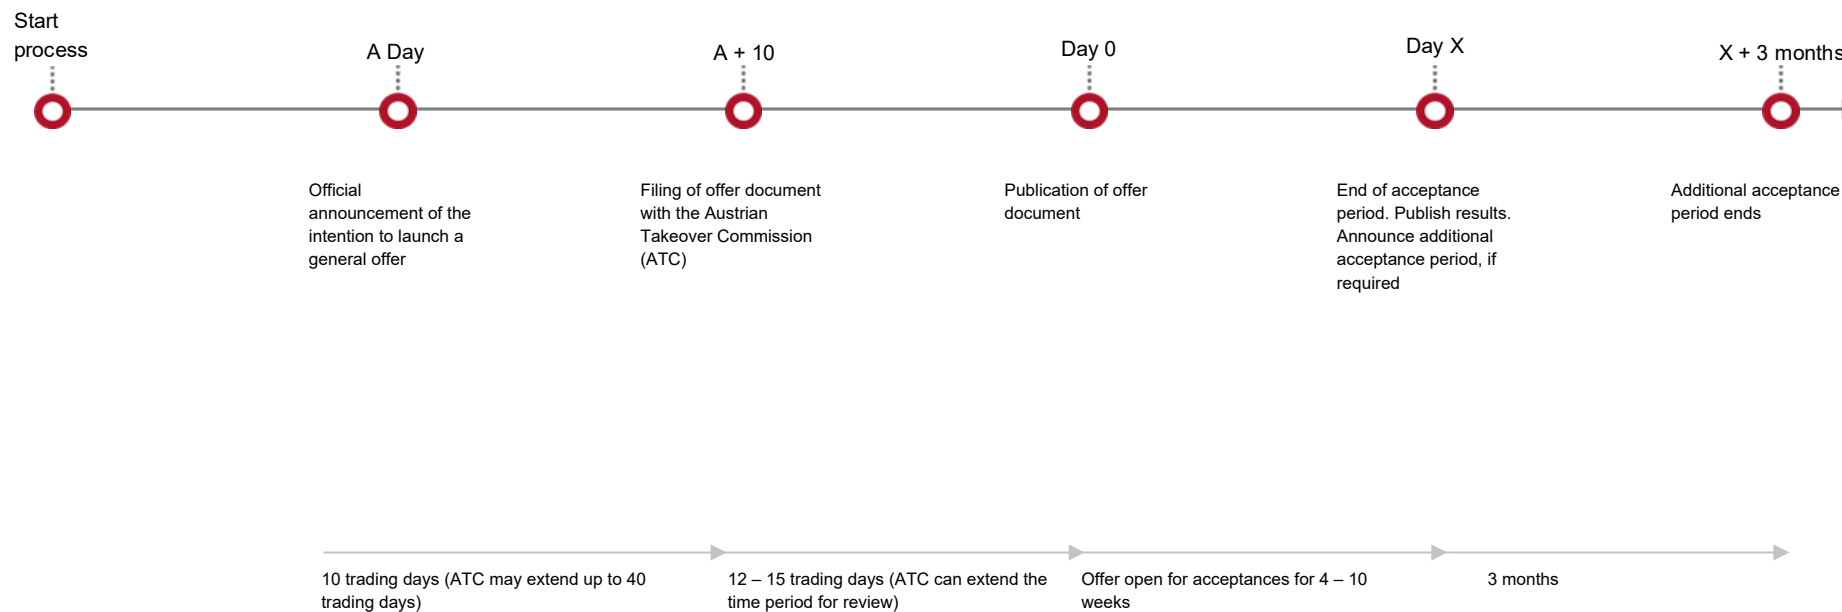 Start
process
A Day
A + 10
Day 0
Day X
X + 3 months
Official
announcement of the
intention to launch a
general offer
Filing of offer document
with the Austrian
Takeover Commission
(ATC)
Publication of offer
document
End of acceptance
period. Publish results.
Announce additional
acceptance period, if
required
Additional acceptance
period ends
10 trading days (ATC may extend up to 40
trading days)
12 – 15 trading days (ATC can extend the
time period for review)
Offer open for acceptances for 4 – 10
weeks
3 months